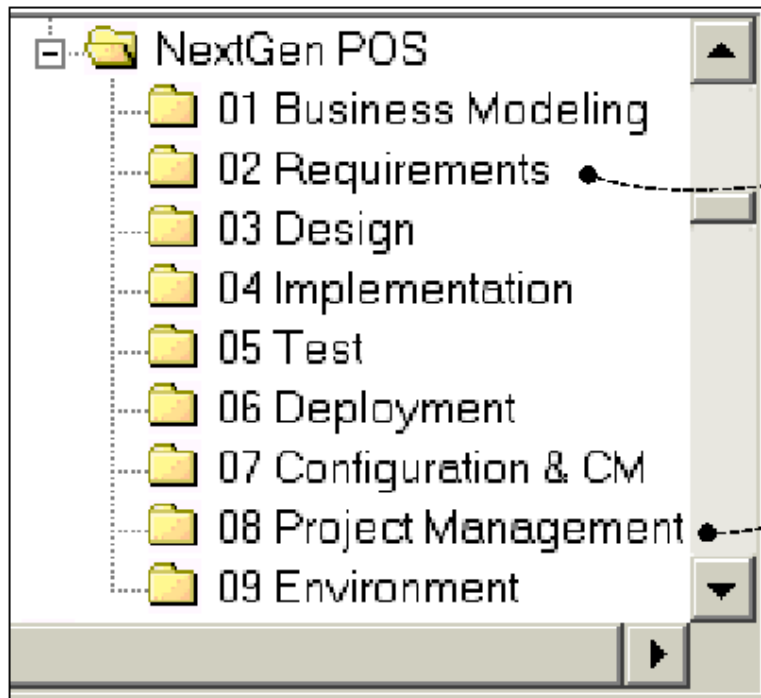 NextGen POS
01 Business Modeling
02 Requirements
03 Design
04 Implementation
05 Test
06 Deployment
07 Configuration & CM
08 Project Management
09 Environment